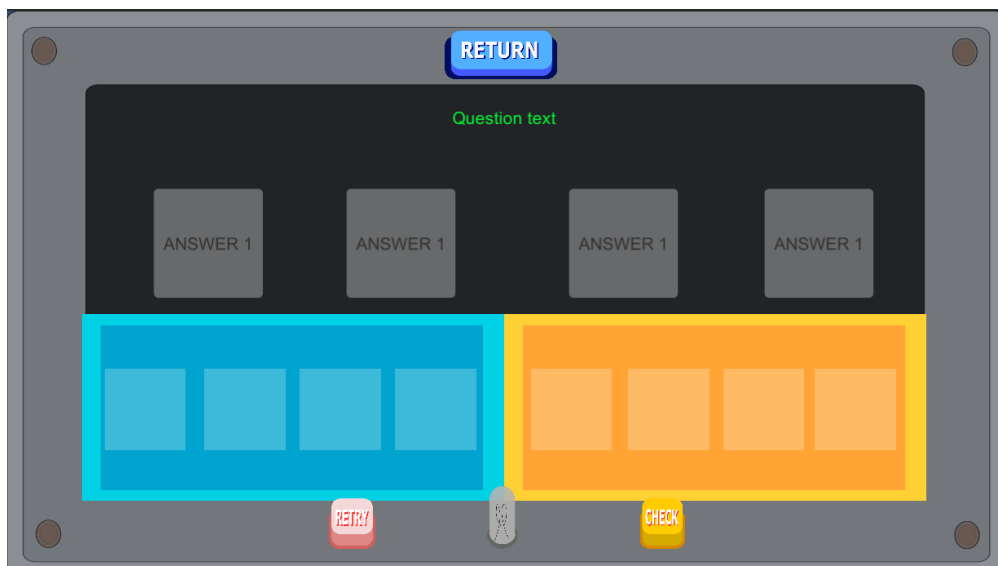 RETURN
Question text
ANSWER 1 ANSWER 1 ANSWER 1 ANSWER 1
RETRY
CHECK